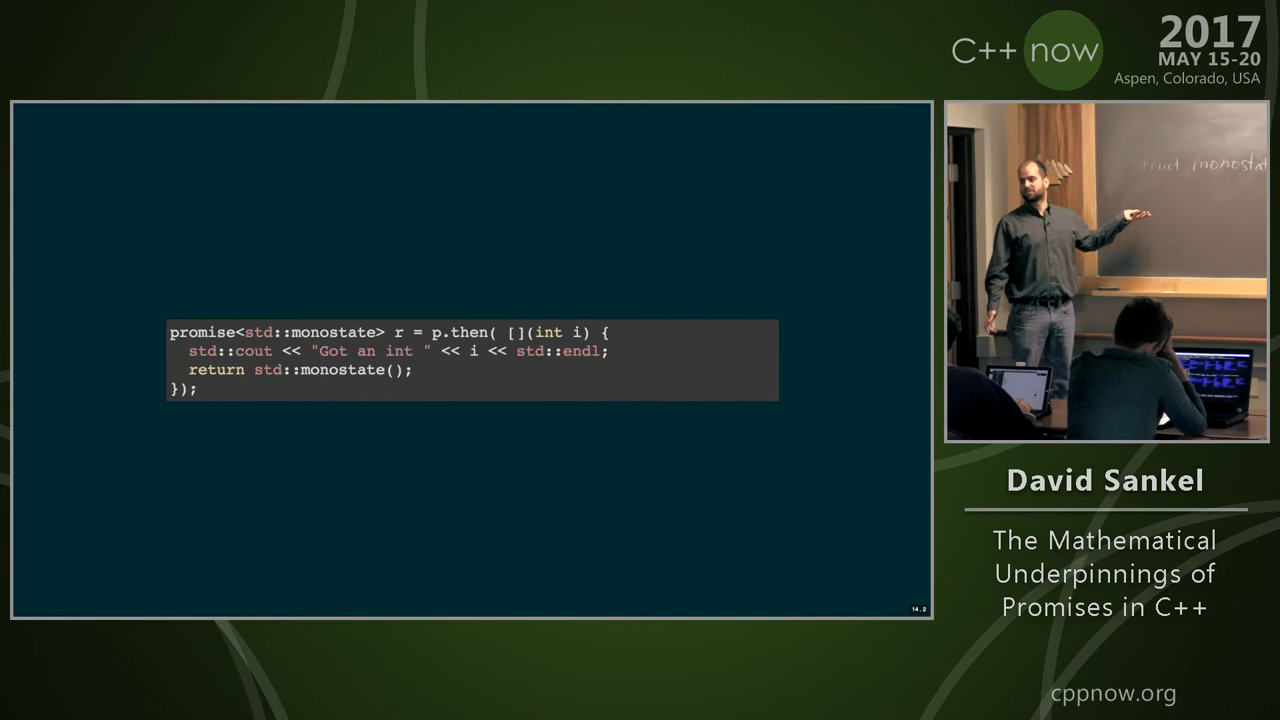 C++ now
2017
MAY 15-20
Aspen, Colorado, USA
promise<std::monostate> r = p.then( [](int i) {
  std::cout << "Got an int " << i << std::endl;
  return std::monostate();
});
14.2
David Sankel
The Mathematical
Underpinnings of
Promises in C++
cppnow.org